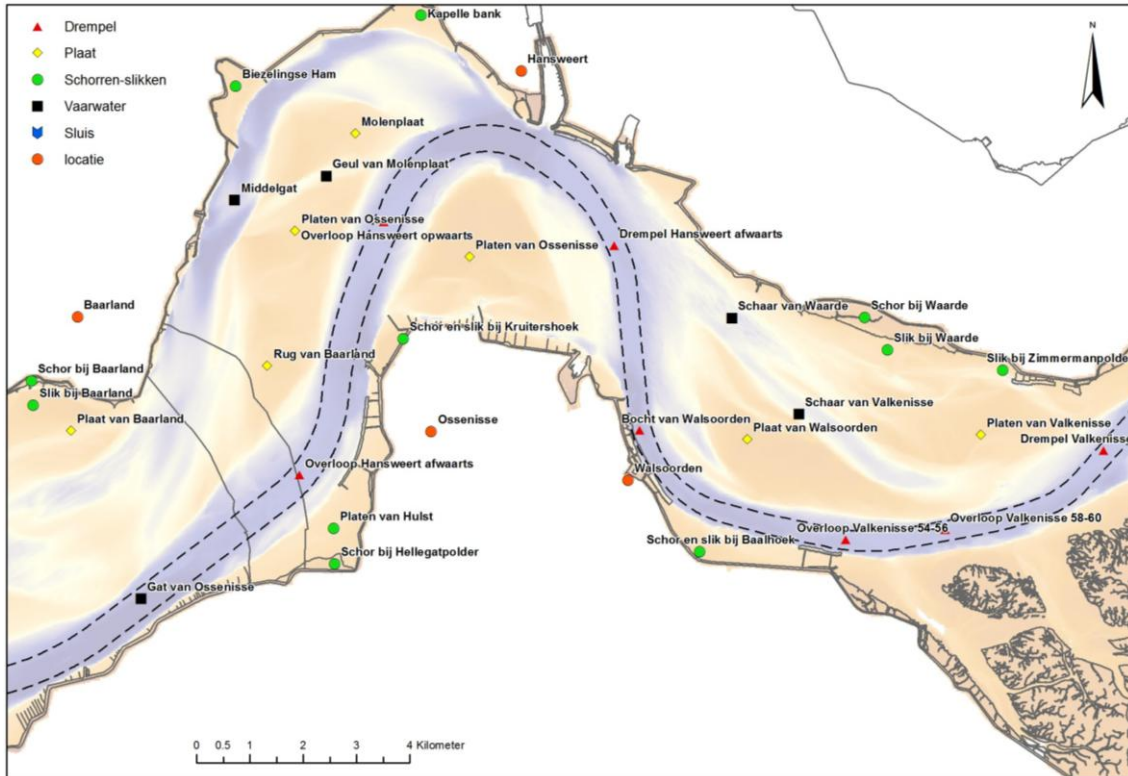 Drempel
Plaat
Schorren-slikken
Vaarwater
Sluis
locatie
Kapelle bank
N
Hansweert
Biezelingse Ham
Molenplaat
Geul van Molenplaat
Middelgat
Platen van Ossenisse
Overloop Hansweert opwaarts
Platen van Ossenisse
Drempel Hansweert afwaarts
Baarland
Schaar van Waarde
Schor bij Waarde
Schor en slik bij Kruitershoek
Slik bij Waarde
Rug van Baarland
Slik bij Zimmermanpolde
Schor bij Baarland
Slik bij Baarland
Schaar van Valkenisse
Plaat van Baarland
Ossenisse
Bocht van Walsoorden
Plaat van Walsoorden
Platen van Valkenisse
Drempel Valkenisse
Overloop Hansweert afwaarts
Walsoorden
Platen van Hulst
Overloop Valkenisse 58-60
Overloop Valkenisse 54-56
Schor en slik bij Baalhoek
Schor bij Hellegatpolder
Gat van Ossenisse
0 0.5 1 2 3 4 Kilometer